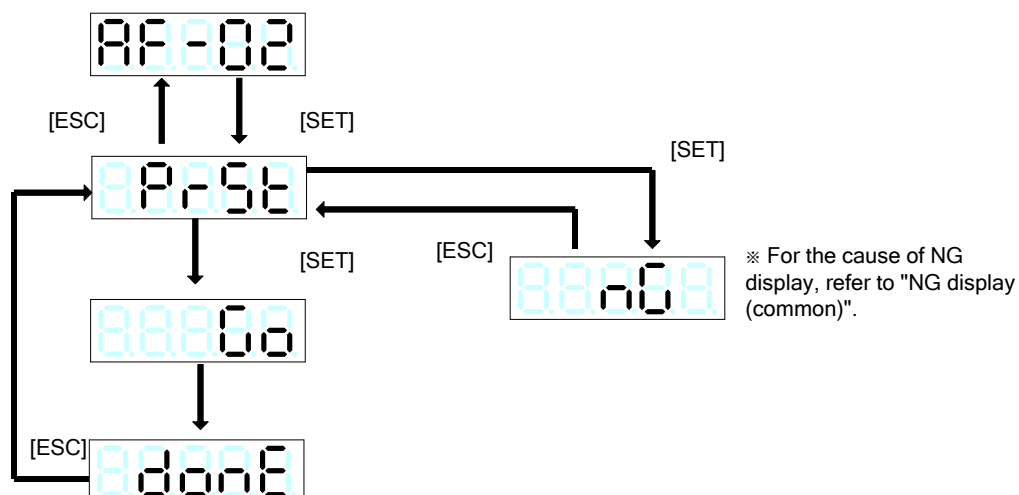 AF-02
[ESC]
[SET]
[SET]
PrSt
[ESC]
[SET]
nG
※ For the cause of NG
display, refer to "NG display
(common)".
Go
[ESC]
donE